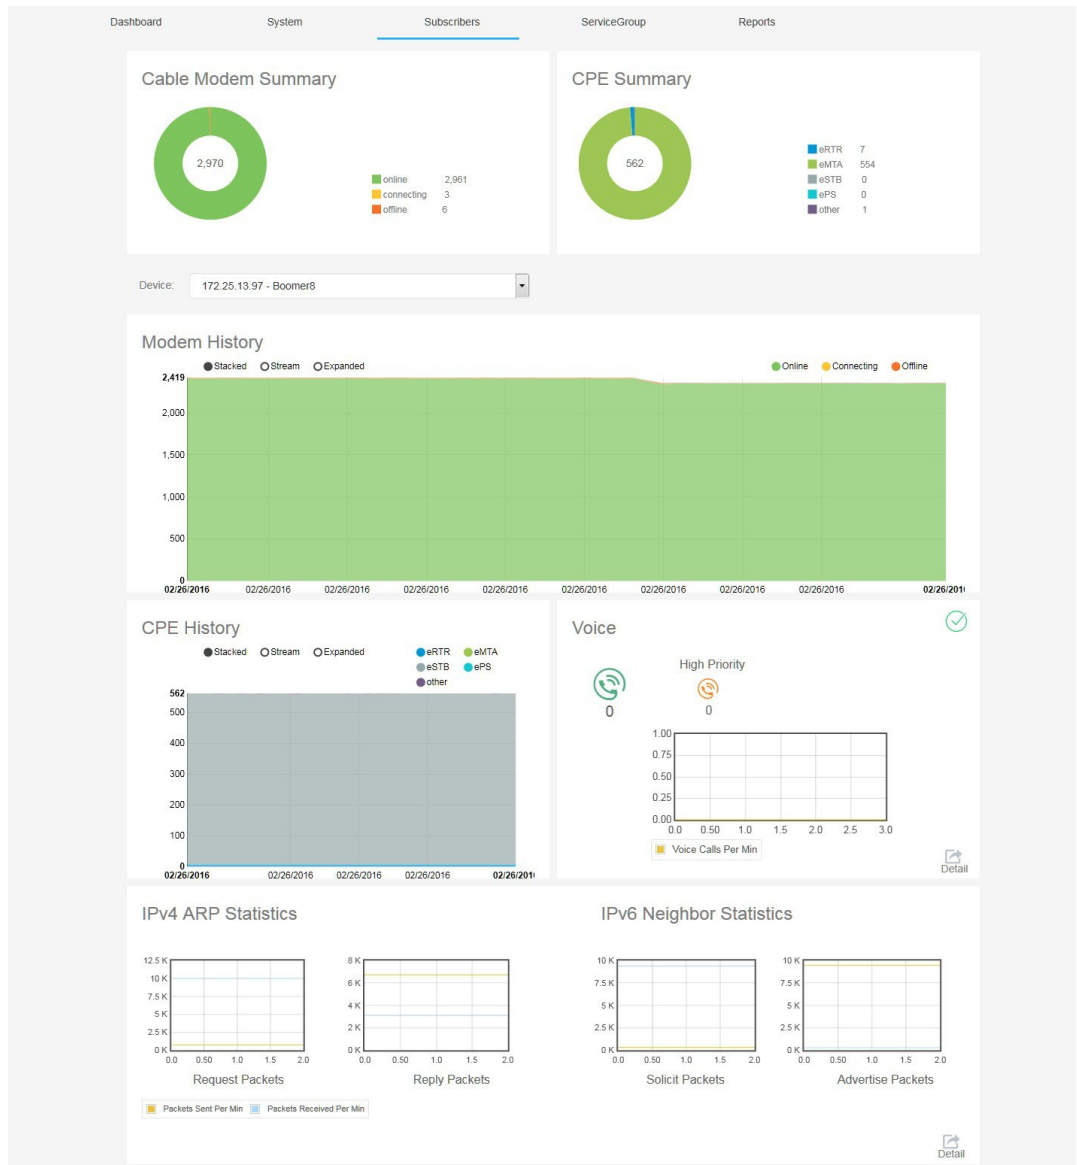 Dashboard System Subscribers ServiceGroup Reports
Cable Modem Summary
2,970
online 2,961
connecting 3
offline 6
CPE Summary
562
eRTR 7
eMTA 554
eSTB 0
ePS 0
other 1
Device: 172.25.13.97 - Boomer8
Modem History
Stacked Stream Expanded Online Connecting Offline
2,419
2,000
1,500
1,000
500
0
02/26/2016 02/26/2016 02/26/2016 02/26/2016 02/26/2016 02/26/2016 02/26/2016 02/26/2016 02/26/2016 02/26/201
CPE History
Stacked Stream Expanded eRTR eMTA
eSTB ePS
other
562
500
400
300
200
100
0
02/26/2016 02/26/2016 02/26/2016 02/26/2016 02/26/201
Voice
High Priority
0 0
1.00
0.75
0.50
0.25
0.00
0.0 0.50 1.0 1.5 2.0 2.5 3.0
Voice Calls Per Min
Detail
IPv4 ARP Statistics
12.5 K
10 K
7.5 K
5 K
2.5 K
0 K
0.0 0.50 1.0 1.5 2.0
Request Packets
8 K
6 K
4 K
2 K
0 K
0.0 0.50 1.0 1.5 2.0
Reply Packets
Packets Sent Per Min Packets Received Per Min
IPv6 Neighbor Statistics
10 K
7.5 K
5 K
2.5 K
0 K
0.0 0.50 1.0 1.5 2.0
Solicit Packets
10 K
7.5 K
5 K
2.5 K
0 K
0.0 0.50 1.0 1.5 2.0
Advertise Packets
Detail